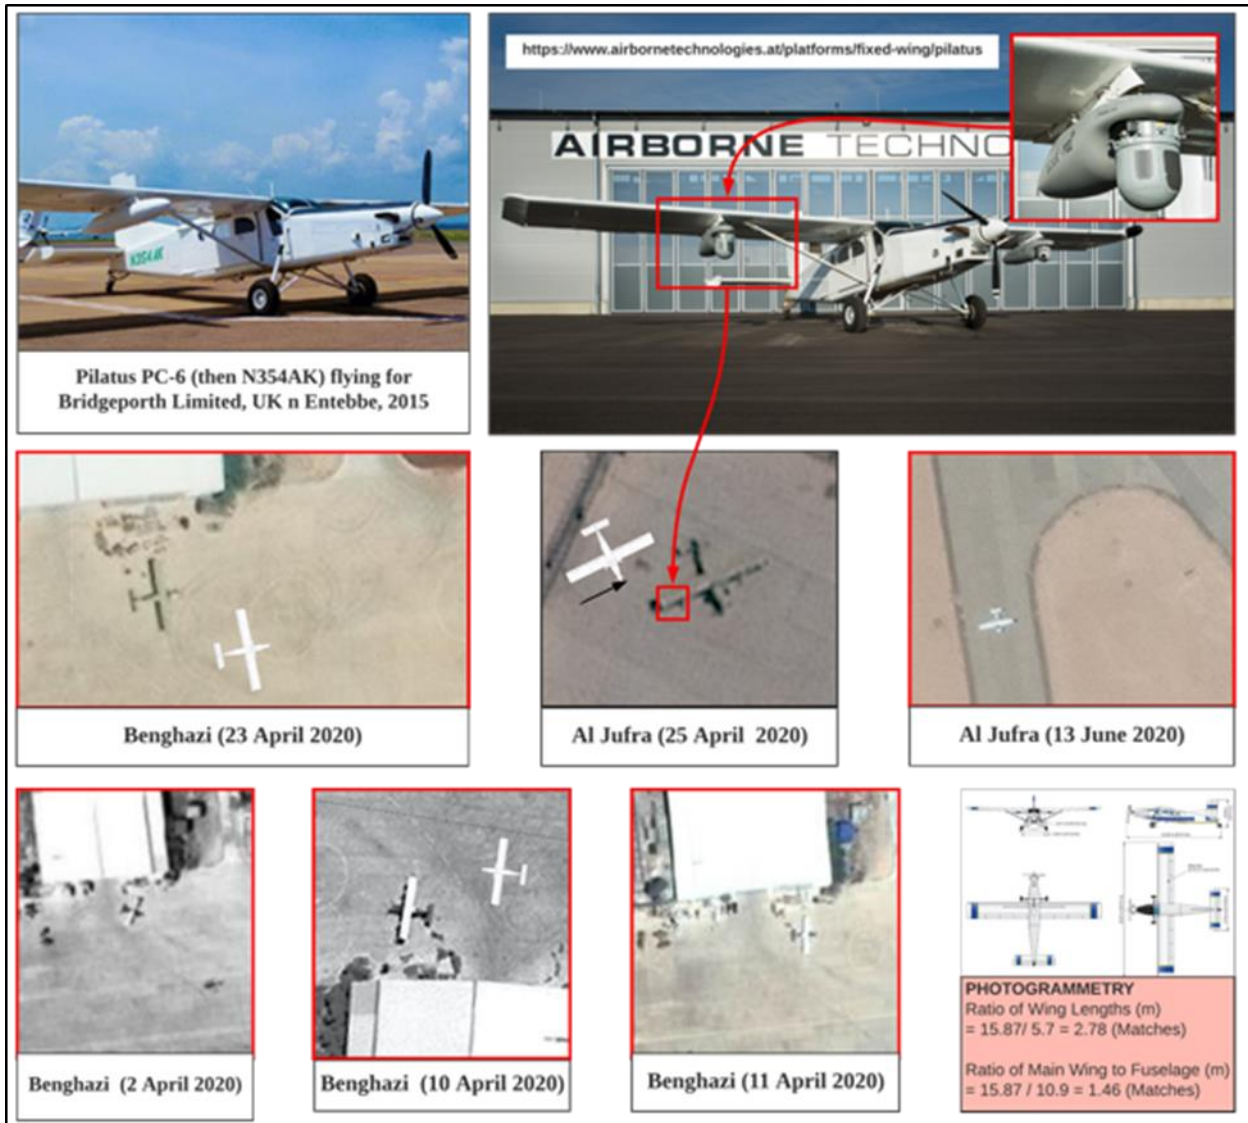 https://www.airbornetechnologies.at/platforms/fixed-wing/pilatus
AIRBORNE TECHNO
N354AK
Pilatus PC-6 (then N354AK) flying for
Bridgeporth Limited, UK n Entebbe, 2015
Benghazi (23 April 2020)
Al Jufra (25 April 2020)
Al Jufra (13 June 2020)
Benghazi (2 April 2020)
Benghazi (10 April 2020)
Benghazi (11 April 2020)
PHOTOGRAMMETRY
Ratio of Wing Lengths (m)
= 15.87/ 5.7 = 2.78 (Matches)
Ratio of Main Wing to Fuselage (m)
= 15.87 / 10.9 = 1.46 (Matches)